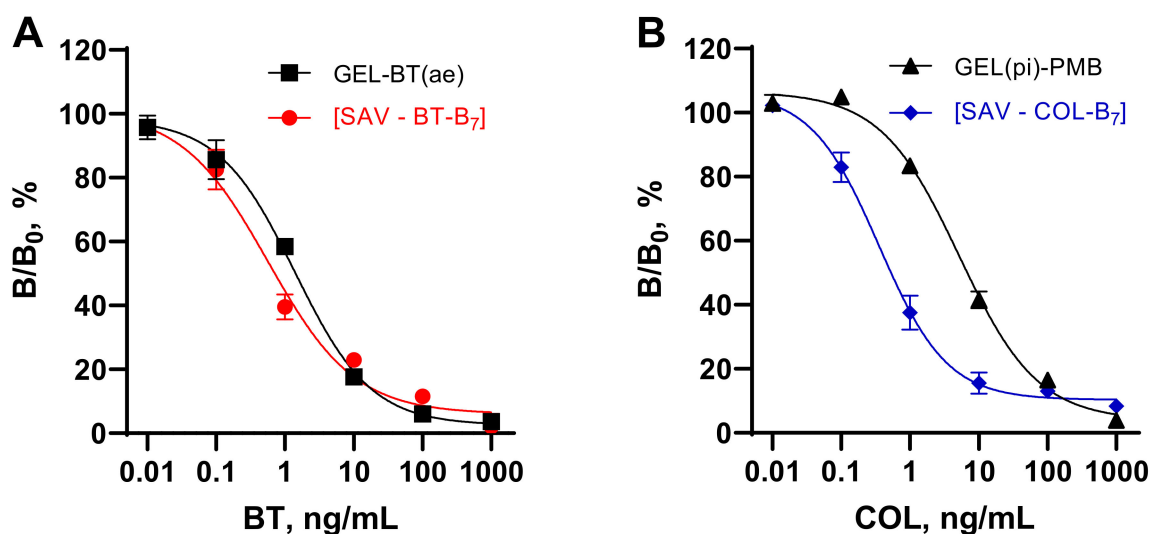 A
120
100
80
60
40
20
0
B/B₀, %
GEL-BT(ae)
[SAV - BT-B₇]
0.01 0.1 1 10 100 1000
BT, ng/mL
B
120
100
80
60
40
20
0
B/B₀, %
GEL(pi)-PMB
[SAV - COL-B₇]
0.01 0.1 1 10 100 1000
COL, ng/mL